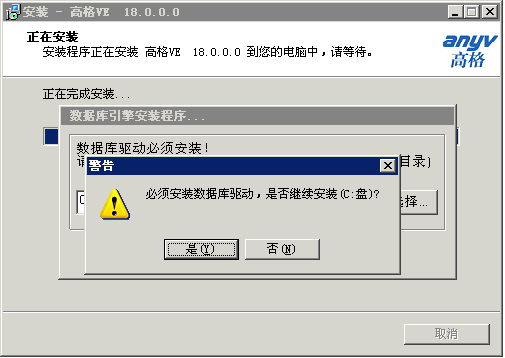 安装 - 高格VE 18.0.0.0
正在安装
安装程序正在安装 高格VE 18.0.0.0 到您的电脑中，请等待。
anyv
高格
正在完成安装...
数据库引擎安装程序...
数据库驱动必须安装！
目录)
选择...
警告
必须安装数据库驱动，是否继续安装(C:盘)?
是(Y)
否(N)
取消